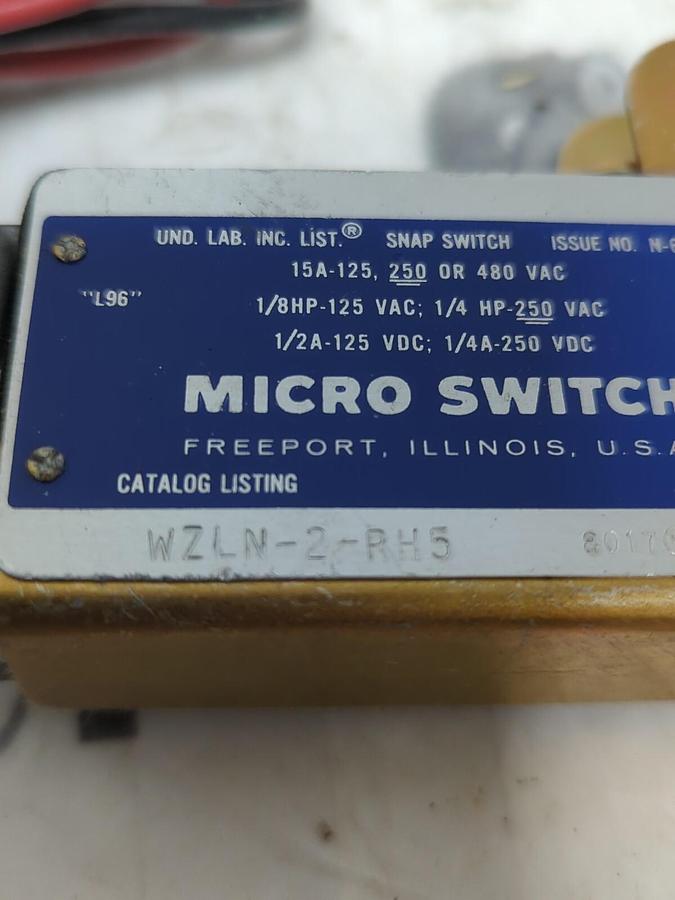 UND. LAB. INC. LIST.® SNAP SWITCH ISSUE NO. N-
15A-125, 250 OR 480 VAC
"L96" 1/8HP-125 VAC; 1/4 HP-250 VAC
1/2A-125 VDC; 1/4A-250 VDC
MICRO SWITCH
FREEPORT, ILLINOIS, U.S.A
CATALOG LISTING
WZLN-2-RH5 8017